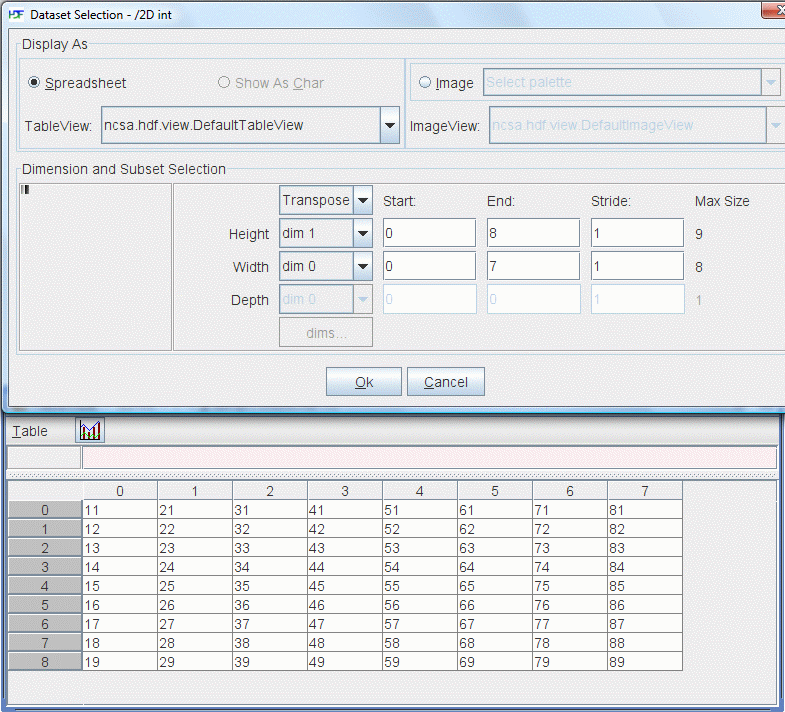 HDF Dataset Selection - /2D int
Display As
Spreadsheet Show As Char Image Select palette
TableView: ncsa.hdf.view.DefaultTableView ImageView: ncsa.hdf.view.DefaultImageView
Dimension and Subset Selection
Transpose Start: End: Stride: Max Size
Height dim 1 0 8 1 9
Width dim 0 0 7 1 8
Depth dim 0 0 0 1 1
dims...
Ok Cancel
Table
0 1 2 3 4 5 6 7
0 11 21 31 41 51 61 71 81
1 12 22 32 42 52 62 72 82
2 13 23 33 43 53 63 73 83
3 14 24 34 44 54 64 74 84
4 15 25 35 45 55 65 75 85
5 16 26 36 46 56 66 76 86
6 17 27 37 47 57 67 77 87
7 18 28 38 48 58 68 78 88
8 19 29 39 49 59 69 79 89